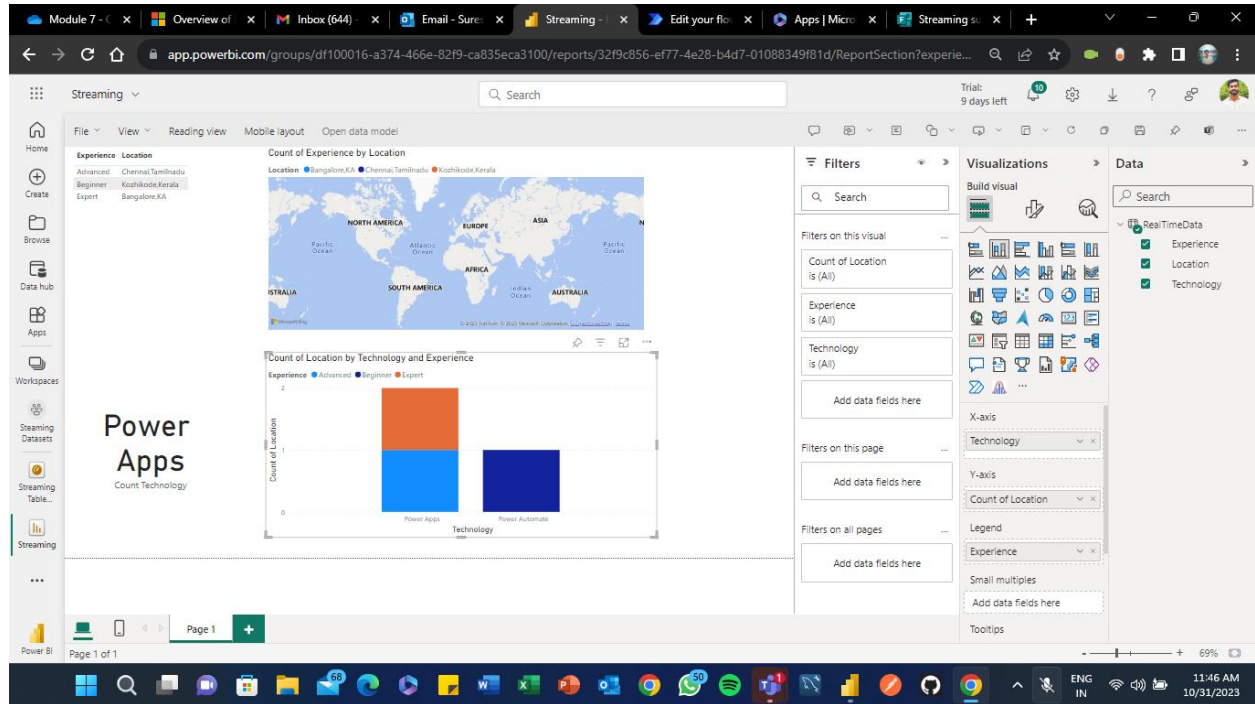 Module 7 - C
Overview of
Inbox (644) -
Email - Sures
Streaming -
Edit your flo
Apps | Micro
Streaming su
app.powerbi.com/groups/df100016-a374-466e-82f9-ca835eca3100/reports/32f9c856-ef77-4e28-b4d7-01088349f81d/ReportSection?experie...
Streaming
Search
Trial:
9 days left
10
File
View
Reading view
Mobile layout
Open data model
Home
Create
Browse
Data hub
Apps
Workspaces
Steaming
Datasets
Streaming
Table...
Streaming
Power BI
Experience Location
Advanced Chennai,Tamilnadu
Beginner Kozhikode,Kerala
Expert Bangalore,KA
Count of Experience by Location
Location Bangalore,KA Chennai,Tamilnadu Kozhikode,Kerala
NORTH AMERICA
EUROPE
ASIA
N
Pacific
Ocean
Atlantic
Ocean
Pacific
Ocean
AFRICA
ISTRALIA
SOUTH AMERICA
Indian
Ocean
AUSTRALIA
Power
Apps
Count Technology
Count of Location by Technology and Experience
Experience Advanced Beginner Expert
2
1
0
Count of Location
Power Apps
Power Automate
Technology
Filters
Search
Filters on this visual
Count of Location
is (All)
Experience
is (All)
Technology
is (All)
Add data fields here
Filters on this page
Add data fields here
Filters on all pages
Add data fields here
Visualizations
Build visual
X-axis
Technology
Y-axis
Count of Location
Legend
Experience
Small multiples
Add data fields here
Tooltips
Data
Search
RealTimeData
Experience
Location
Technology
Page 1
Page 1 of 1
69%
68
50
1
ENG
IN
11:46 AM
10/31/2023